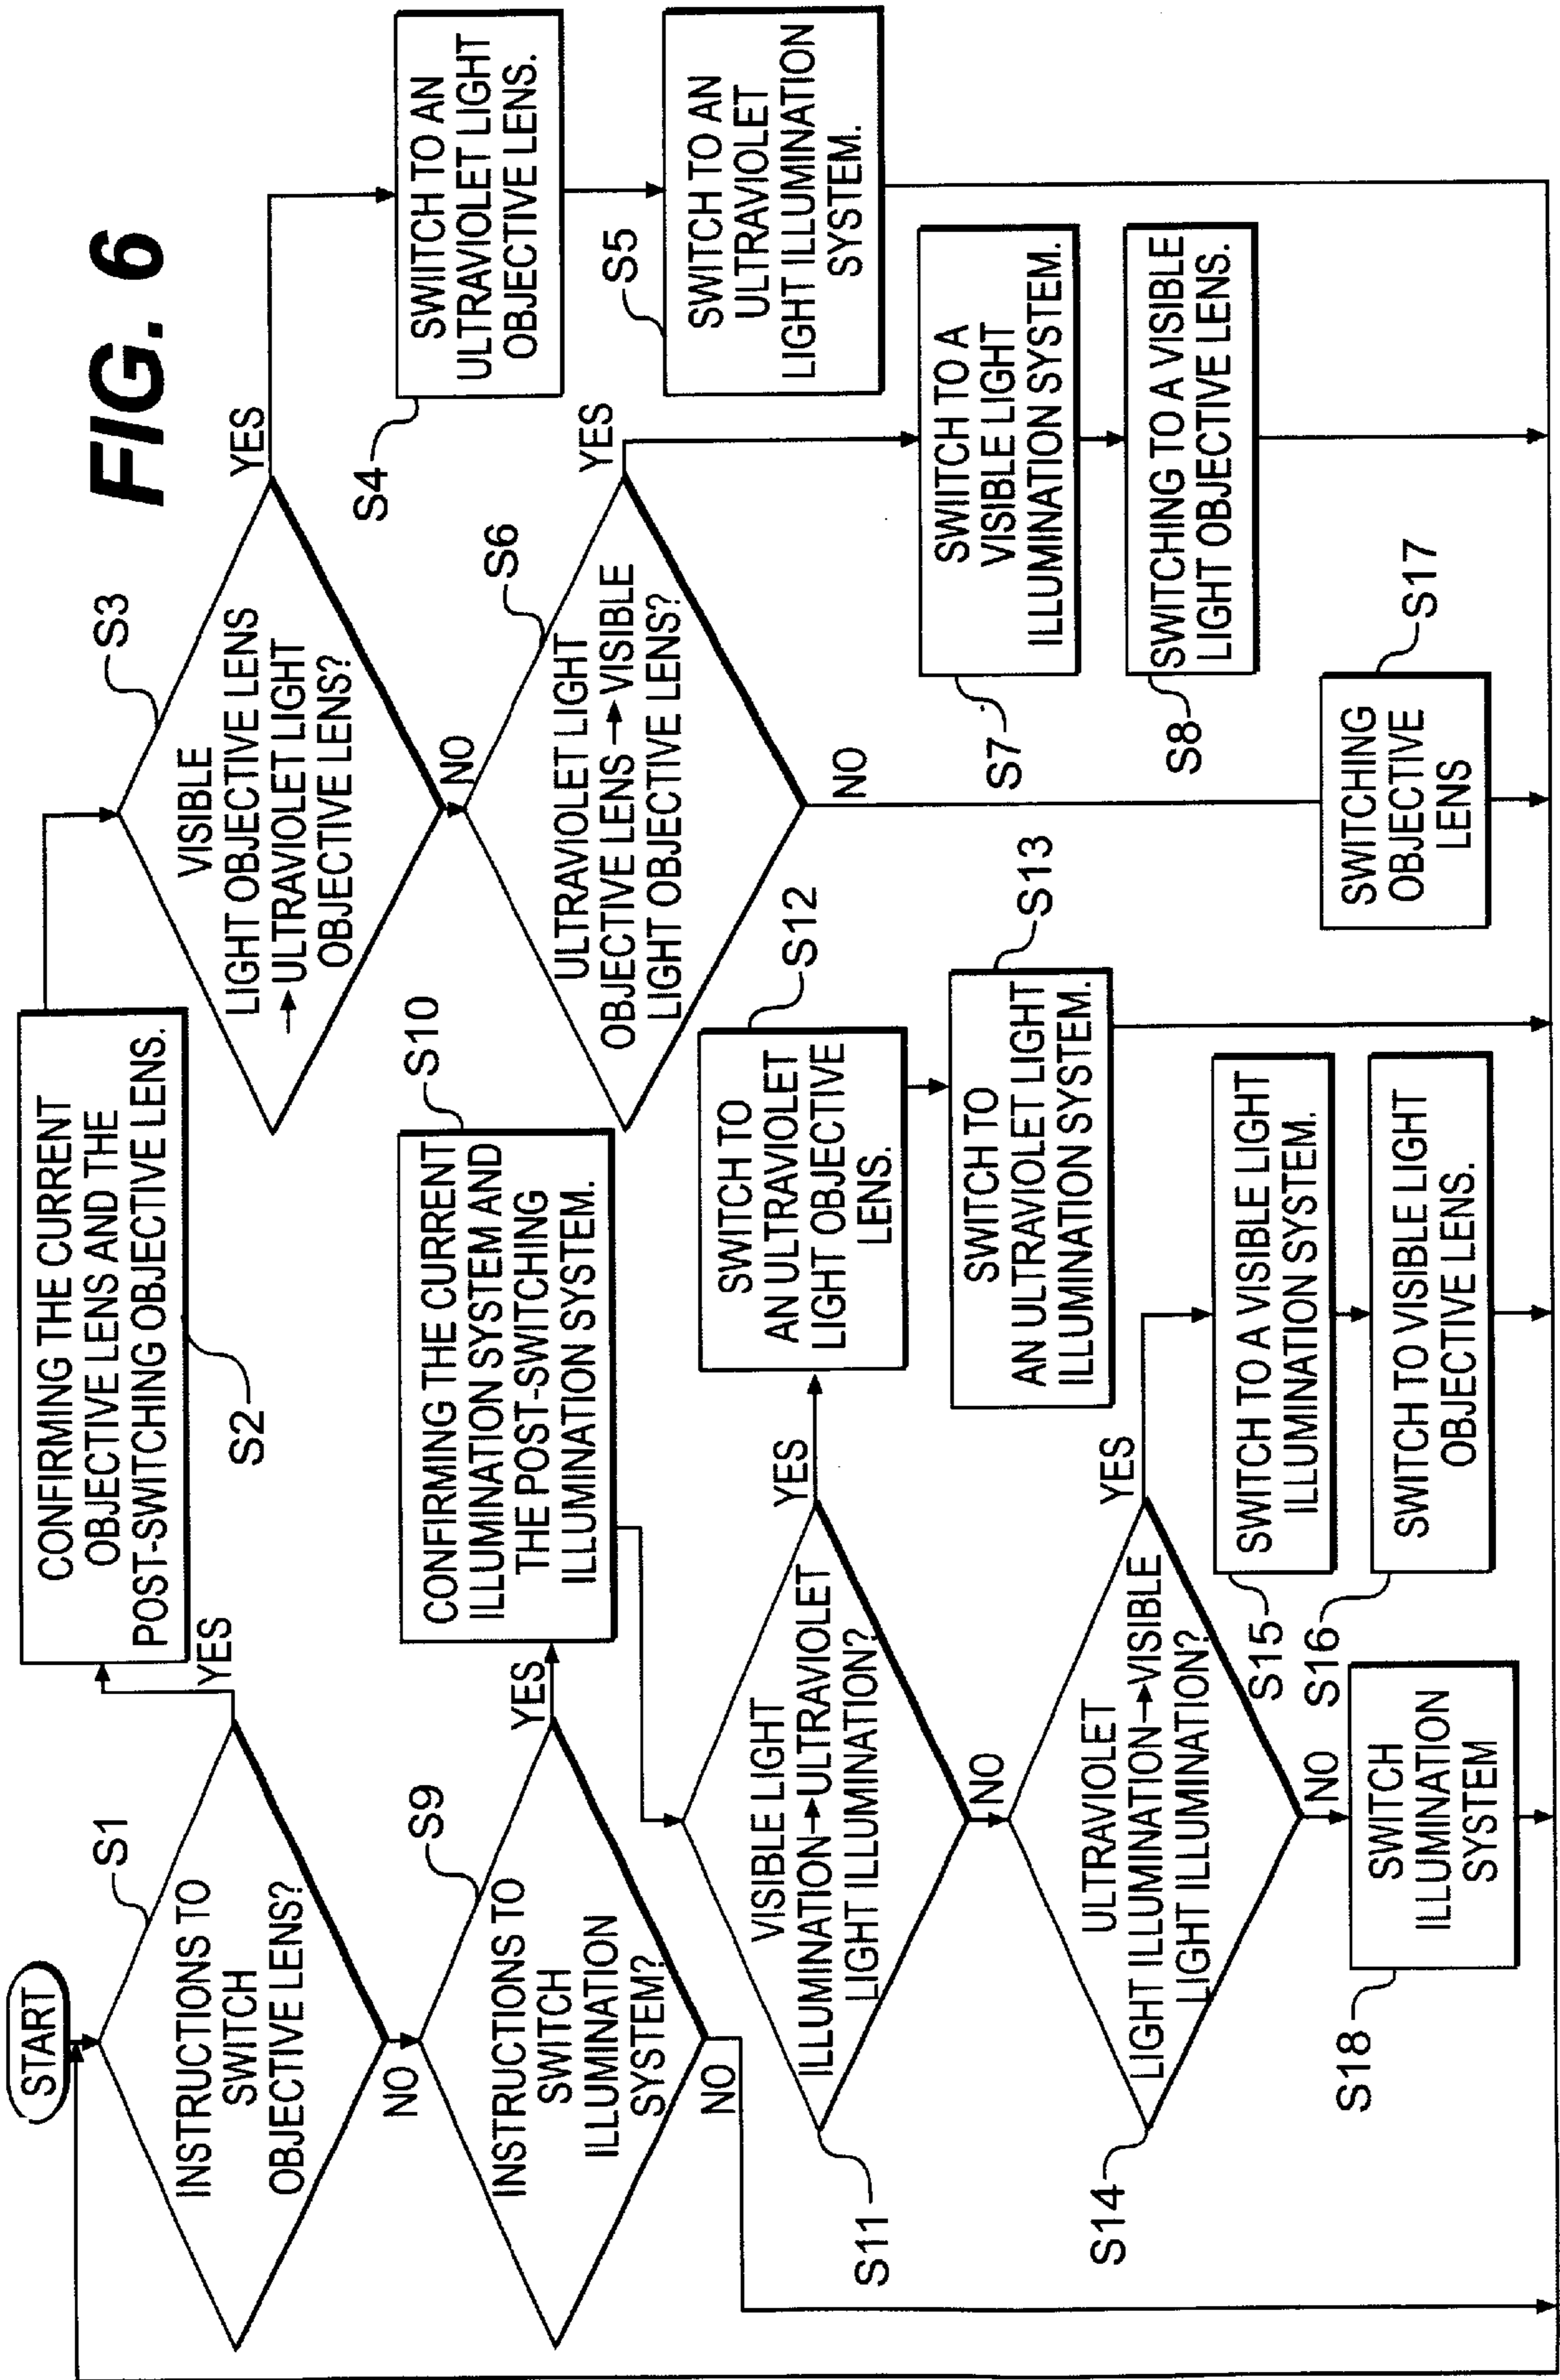 FIG. 6
START
S1
INSTRUCTIONS TO
SWITCH
OBJECTIVE LENS?
YES
NO
CONFIRMING THE CURRENT
OBJECTIVE LENS AND THE
POST-SWITCHING OBJECTIVE LENS.
S2
S3
VISIBLE
LIGHT OBJECTIVE LENS
→ULTRAVIOLET LIGHT
OBJECTIVE LENS?
YES
NO
S4
SWIITCH TO AN
ULTRAVIOLET LIGHT
OBJECTIVE LENS.
S5
SWITCH TO AN
ULTRAVIOLET
LIGHT ILLUMINATION
SYSTEM.
S6
ULTRAVIOLET LIGHT
OBJECTIVE LENS→VISIBLE
LIGHT OBJECTIVE LENS?
YES
NO
S7
SWIITCH TO A
VISIBLE LIGHT
ILLUMINATION SYSTEM.
S8
SWITCHING TO A VISIBLE
LIGHT OBJECTIVE LENS.
S17
SWITCHING
OBJECTIVE
LENS
S9
INSTRUCTIONS TO
SWITCH
ILLUMINATION
SYSTEM?
YES
NO
S10
CONFIRMING THE CURRENT
ILLUMINATION SYSTEM AND
THE POST-SWITCHING
ILLUMINATION SYSTEM.
S11
VISIBLE LIGHT
ILLUMINATION→ULTRAVIOLET
LIGHT ILLUMINATION?
YES
NO
S12
SWITCH TO
AN ULTRAVIOLET
LIGHT OBJECTIVE
LENS.
S13
SWITCH TO
AN ULTRAVIOLET LIGHT
ILLUMINATION SYSTEM.
S14
ULTRAVIOLET
LIGHT ILLUMINATION→VISIBLE
LIGHT ILLUMINATION?
YES
NO
S15
SWITCH TO A VISIBLE LIGHT
ILLUMINATION SYSTEM.
S16
SWITCH TO VISIBLE LIGHT
OBJECTIVE LENS.
S18
SWITCH
ILLUMINATION
SYSTEM